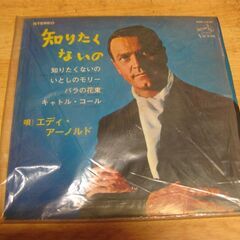 STEREO
知りたく
ないの
知りたくないの
いとしのモリー
バラの花束
キャトル・コール
唄) エディ・
アーノルド
Victor